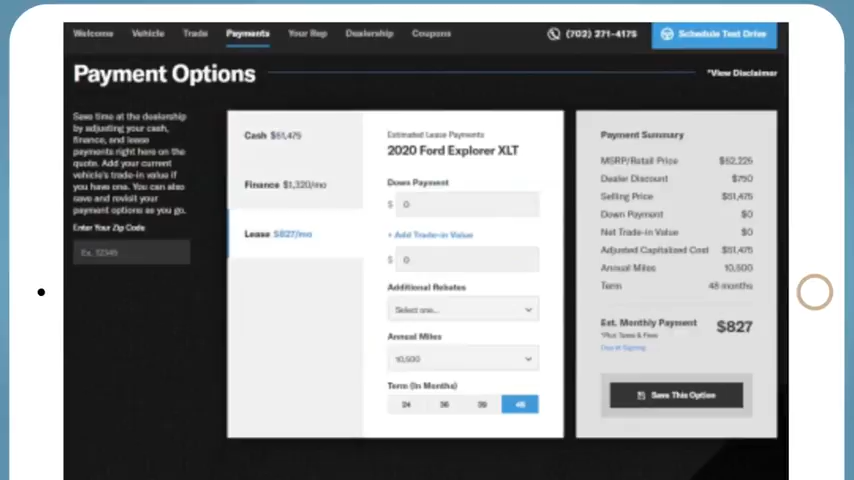 Welcome Vehicle Trade Payments Your Rep Dealership Coupons (702) 271-4175 Schedule Test Drive
Payment Options
*View Disclaimer
Save time at the dealership
by adjusting your cash,
finance, and lease
payments right here on the
quote. Add your current
vehicle's trade-in value if
you have one. You can also
save and revisit your
payment options as you go.
Enter Your Zip Code
Ex. 12345
Cash $51,475
Finance $1,320/mo
Lease $827/mo
Estimated Lease Payments
2020 Ford Explorer XLT
Down Payment
$ 0
+ Add Trade-in Value
$ 0
Additional Rebates
Select one...
Annual Miles
10,500
Term (In Months)
24 36 39 48
Payment Summary
MSRP/Retail Price $52,225
Dealer Discount $750
Selling Price $51,475
Down Payment $0
Net Trade-in Value $0
Adjusted Capitalized Cost $51,475
Annual Miles 10,500
Term 48 months
Est. Monthly Payment $827
*Plus Taxes & Fees
Due at Signing
Save This Option